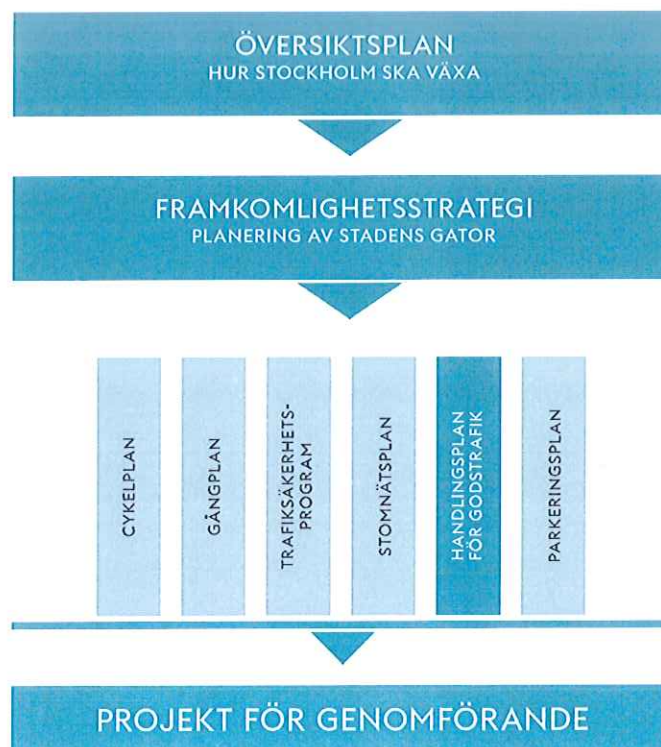 ÖVERSIKTSPLAN
HUR STOCKHOLM SKA VÄXA
FRAMKOMLIGHETSSTRATEGI
PLANERING AV STADENS GATOR
CYKELPLAN
GÅNGPLAN
TRAFIKSÄKERHETS-
PROGRAM
STOMNÄTSPLAN
HANDLINGSPLAN
FÖR GODSTRAFIK
PARKERINGSPLAN
PROJEKT FÖR GENOMFÖRANDE